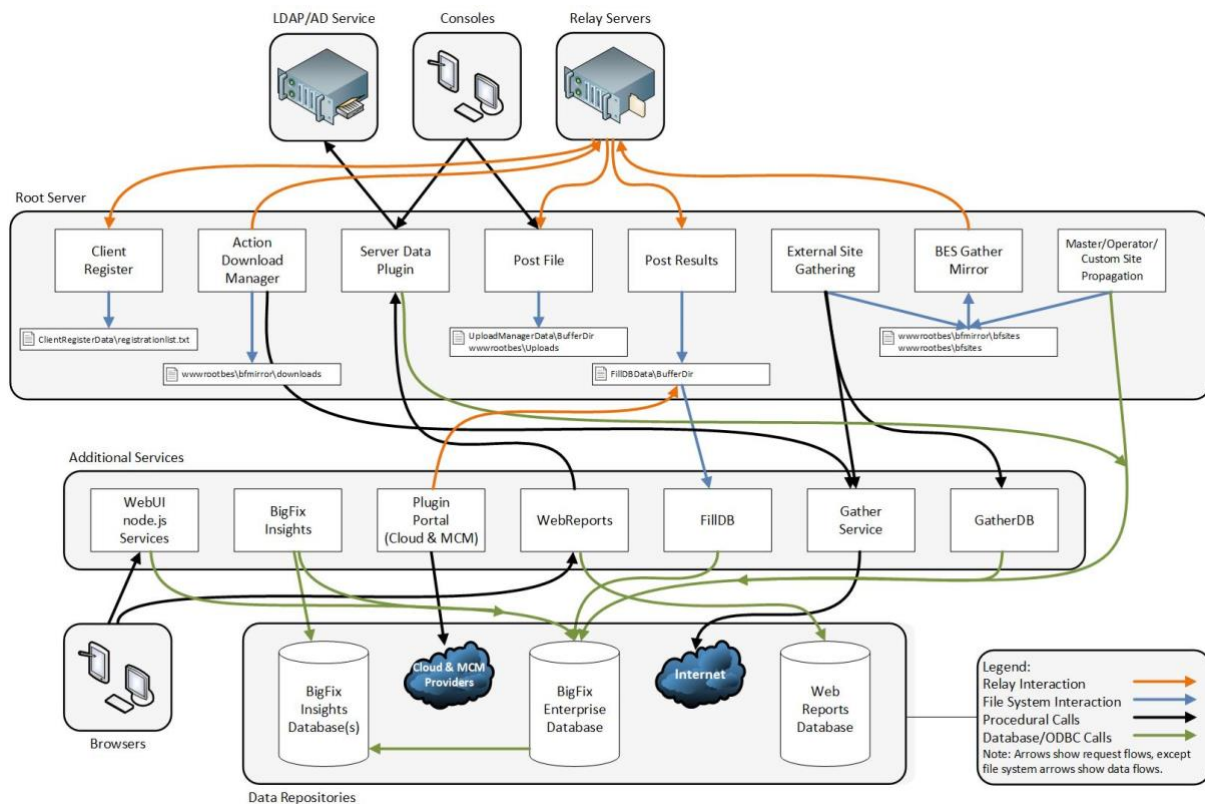 LDAP/AD Service
Consoles
Relay Servers
Root Server
Client
Register
Action
Download
Manager
Server Data
Plugin
Post File
Post Results
External Site
Gathering
BES Gather
Mirror
Master/Operator/
Custom Site
Propagation
ClientRegisterData\registrationlist.txt
wwwrootbes\bfmirror\downloads
UploadManagerData\BufferDir
wwwrootbes\Uploads
FillDBData\BufferDir
wwwrootbes\bfmirror\bfsites
wwwrootbes\bfsites
Additional Services
WebUI
node.js
Services
BigFix
Insights
Plugin
Portal
(Cloud & MCM)
WebReports
FillDB
Gather
Service
GatherDB
Browsers
BigFix
Insights
Database(s)
Cloud & MCM
Providers
BigFix
Enterprise
Database
Internet
Web
Reports
Database
Data Repositories
Legend:
Relay Interaction
File System Interaction
Procedural Calls
Database/ODBC Calls
Note: Arrows show request flows, except
file system arrows show data flows.